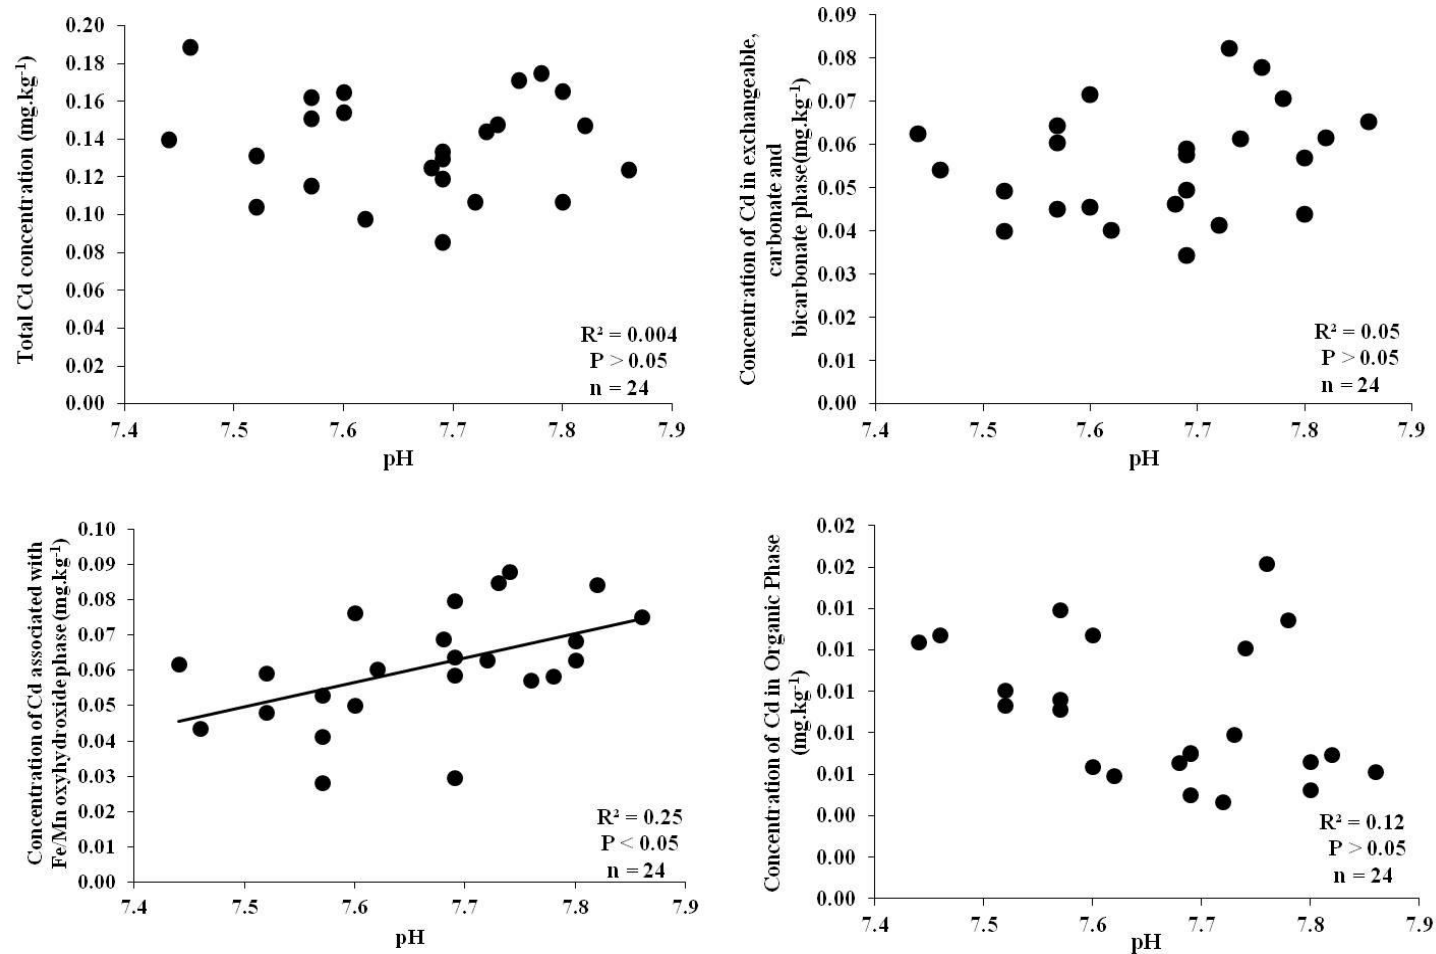 Total Cd concentration (mg.kg⁻¹)
0.20
0.18
0.16
0.14
0.12
0.10
0.08
0.06
0.04
0.02
0.00
R² = 0.004
P > 0.05
n = 24
7.4 7.5 7.6 7.7 7.8 7.9
pH
Concentration of Cd in excheangeable,
carbonate and
bicarbonate phase(mg.kg⁻¹)
0.09
0.08
0.07
0.06
0.05
0.04
0.03
0.02
0.01
0.00
R² = 0.05
P > 0.05
n = 24
7.4 7.5 7.6 7.7 7.8 7.9
pH
Concentration of Cd associated with
Fe/Mn oxyhydroxide phase (mg.kg⁻¹)
0.10
0.09
0.08
0.07
0.06
0.05
0.04
0.03
0.02
0.01
0.00
R² = 0.25
P < 0.05
n = 24
7.4 7.5 7.6 7.7 7.8 7.9
pH
Concentration of Cd in Organic Phase
(mg.kg⁻¹)
0.02
0.02
0.01
0.01
0.01
0.01
0.01
0.00
0.00
0.00
R² = 0.12
P > 0.05
n = 24
7.4 7.5 7.6 7.7 7.8 7.9
pH